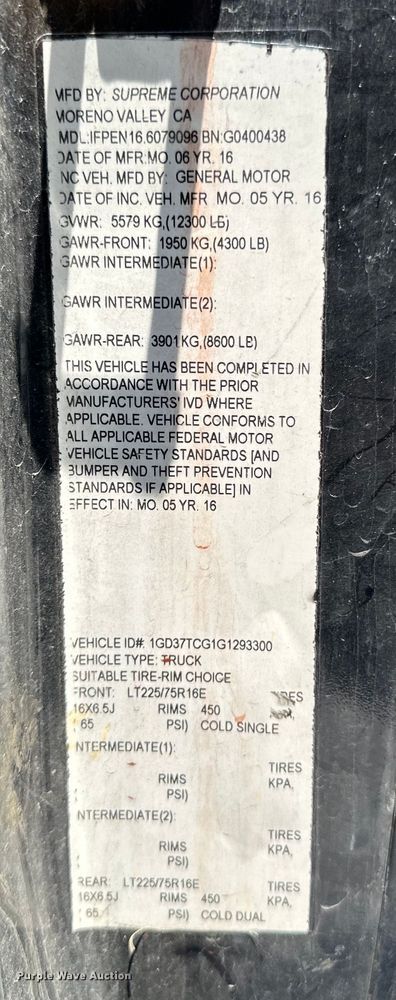 MFD BY: SUPREME CORPORATION
MORENO VALLEY CA
MDL:IFPEN16.6079096 BN:G0400438
DATE OF MFR:MO. 06 YR. 16
INC VEH. MFD BY: GENERAL MOTOR
DATE OF INC. VEH. MFR MO. 05 YR. 16
GVWR: 5579 KG,(12300 LB)
GAWR-FRONT: 1950 KG,(4300 LB)
GAWR INTERMEDIATE(1):
GAWR INTERMEDIATE(2):
GAWR-REAR: 3901KG,(8600 LB)
THIS VEHICLE HAS BEEN COMPLETED IN
ACCORDANCE WITH THE PRIOR
MANUFACTURERS' IVD WHERE
APPLICABLE. VEHICLE CONFORMS TO
ALL APPLICABLE FEDERAL MOTOR
VEHICLE SAFETY STANDARDS [AND
BUMPER AND THEFT PREVENTION
STANDARDS IF APPLICABLE] IN
EFFECT IN: MO. 05 YR. 16
VEHICLE ID#: 1GD37TCG1G1293300
VEHICLE TYPE: TRUCK
SUITABLE TIRE-RIM CHOICE
FRONT: LT225/75R16E TIRES
16X6.5J RIMS 450
65 PSI) COLD SINGLE
INTERMEDIATE(1):
TIRES
RIMS KPA,
PSI)
INTERMEDIATE(2):
TIRES
RIMS KPA,
PSI)
REAR: LT225/75R16E TIRES
16X6.5J RIMS 450 KPA,
65 PSI) COLD DUAL
Purple Wave Auction